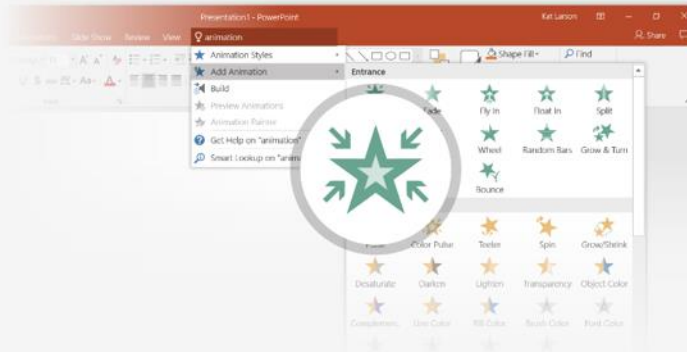 Presentation1 - PowerPoint
Kat Larson
Slide Show Review View
animation
Share
Animation Styles
Shape Fill
Find
Add Animation
Entrance
Build
Preview Animations
Fly In
Float In
Split
Animation Painter
Get Help on "animation"
Wheel
Random Bars
Grow & Turn
Smart Lookup on "anim
Bounce
Color Pulse
Teeter
Spin
Grow/Shrink
Desaturate
Darken
Lighten
Transparency
Object Color
Complemen...
Line Color
Fill Color
Brush Color
Font Color